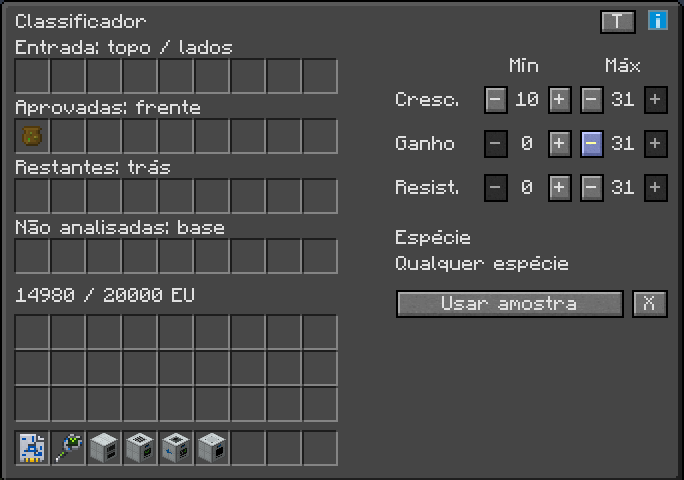 Classificador
T
i
Entrada: topo / lados
Aprovadas: frente
Restantes: trás
Não analisadas: base
14980 / 20000 EU
Mín Máx
Cresc. - 10 + - 31 +
Ganho - 0 + - 31 +
Resist. - 0 + - 31 +
Espécie
Qualquer espécie
Usar amostra X